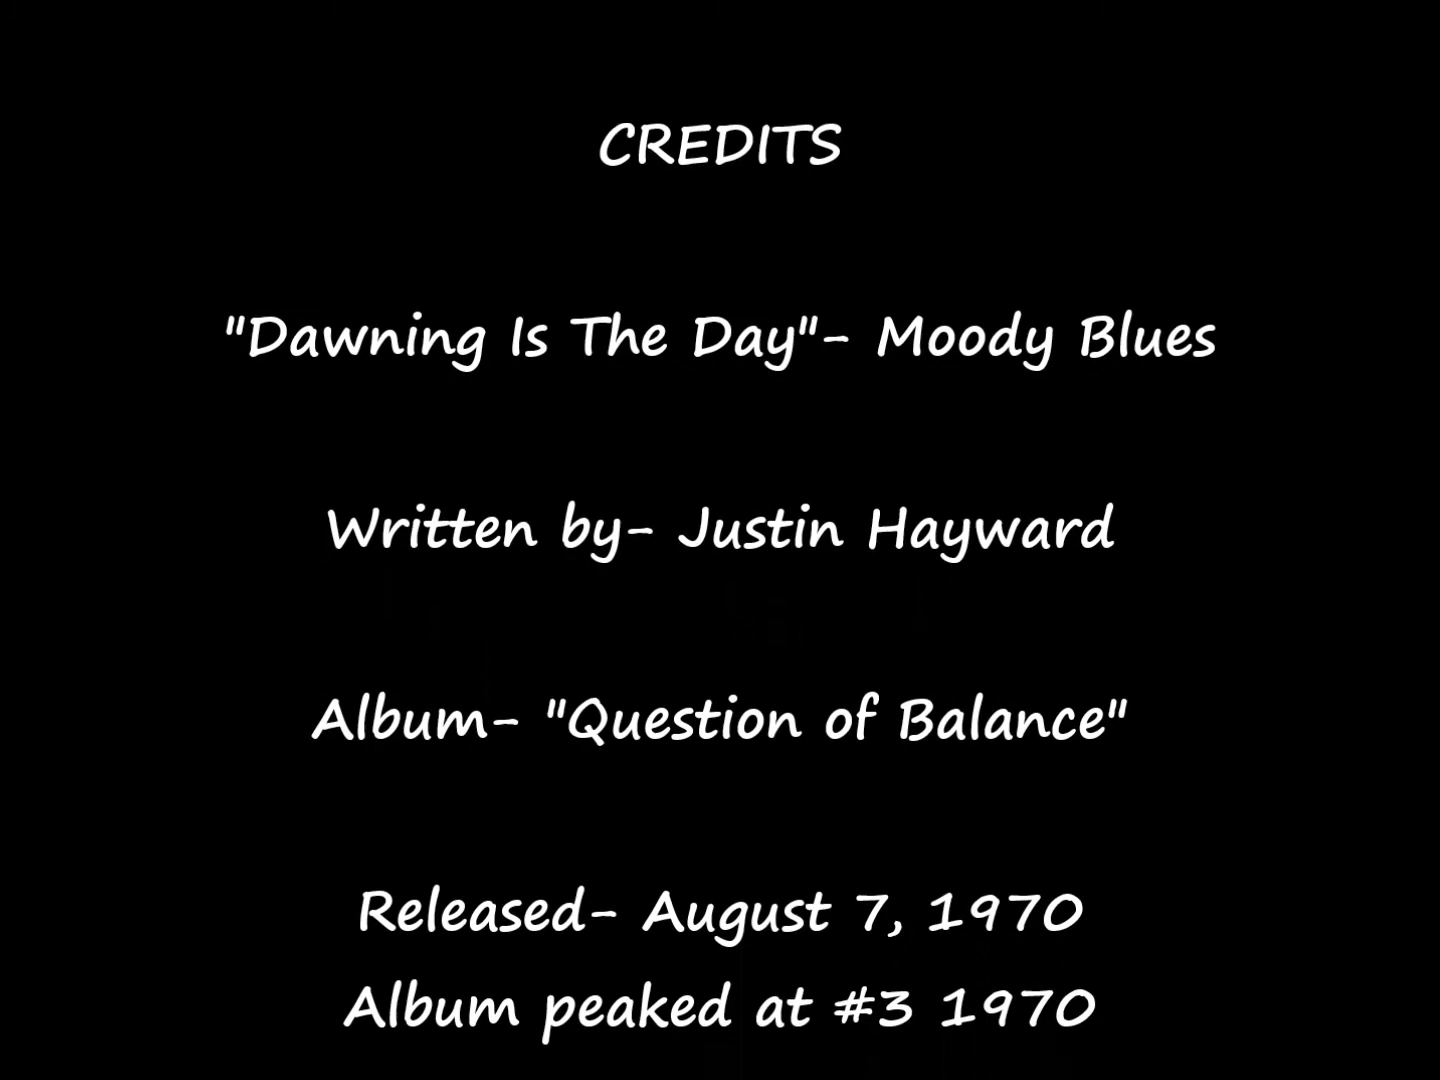 CREDITS
"Dawning Is The Day"- Moody Blues
Written by- Justin Hayward
Album- "Question of Balance"
Released- August 7, 1970
Album peaked at #3 1970